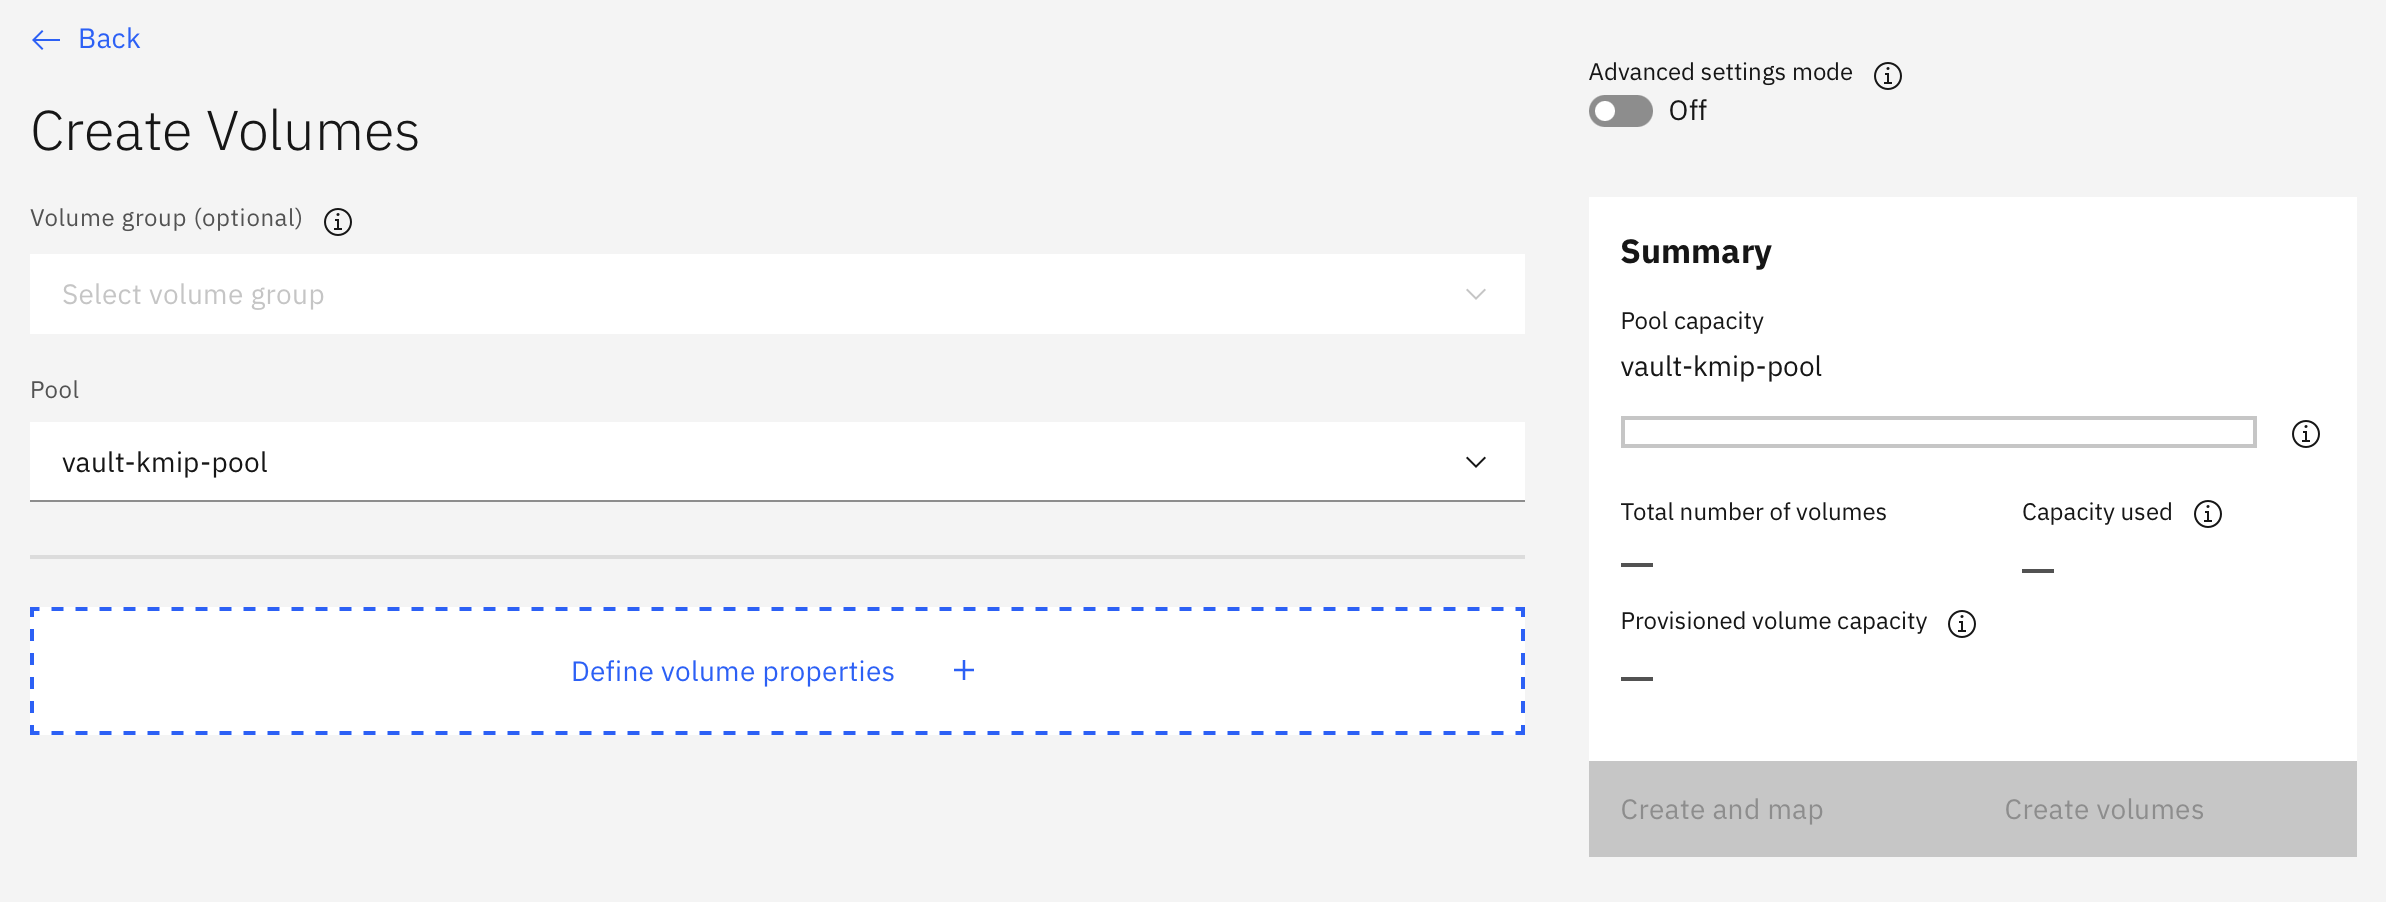 Back
Create Volumes
Volume group (optional)
Select volume group
Pool
vault-kmip-pool
Define volume properties +
Advanced settings mode
Off
Summary
Pool capacity
vault-kmip-pool
Total number of volumes
—
Capacity used
—
Provisioned volume capacity
—
Create and map
Create volumes